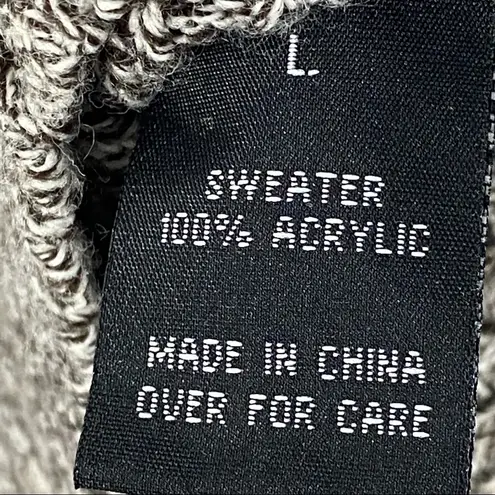 L
SWEATER
100% ACRYLIC
MADE IN CHINA
OVER FOR CARE